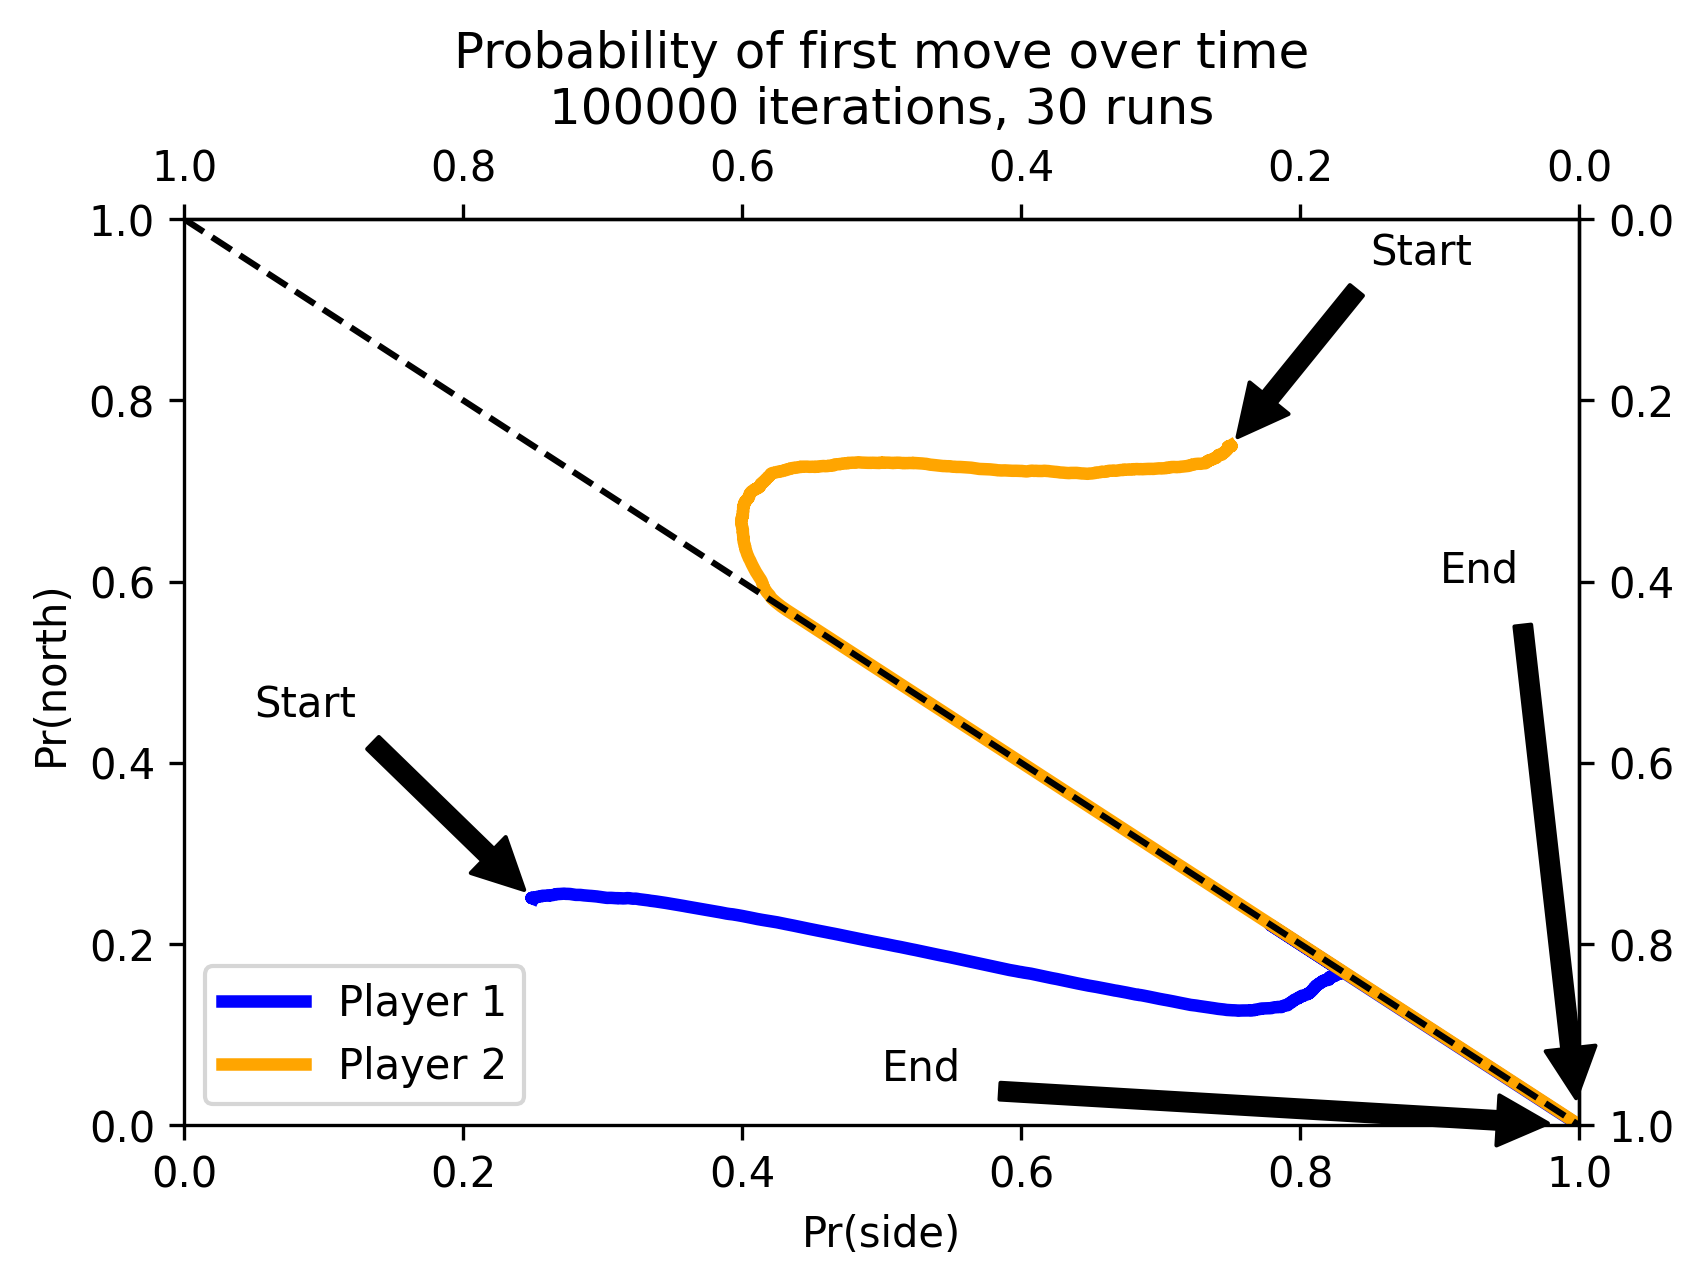 Probability of first move over time
100000 iterations, 30 runs
1.0 0.8 0.6 0.4 0.2 0.0
1.0 0.0
Start
0.8 0.2
End
0.6 0.4
Start
0.4 0.6
0.2 0.8
Player 1
Player 2
End
0.0 1.0
0.0 0.2 0.4 0.6 0.8 1.0
Pr(side)
Pr(north)